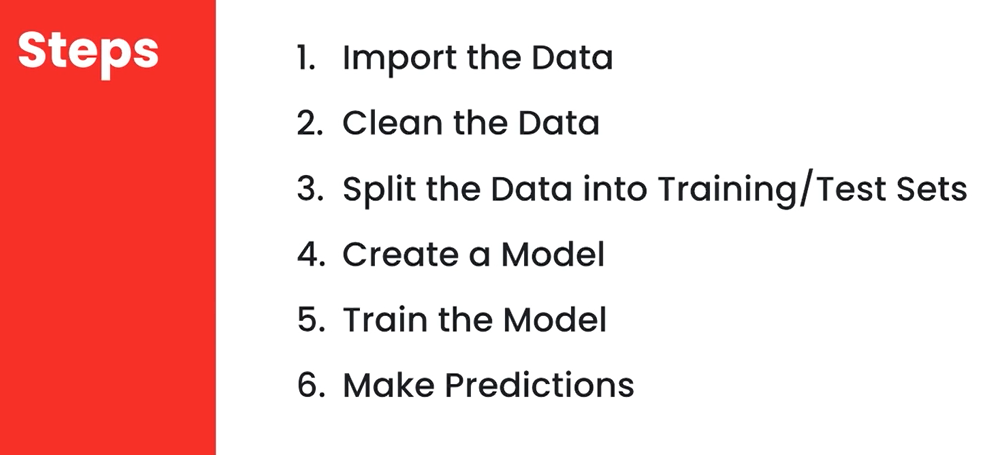 Steps
1. Import the Data
2. Clean the Data
3. Split the Data into Training/Test Sets
4. Create a Model
5. Train the Model
6. Make Predictions